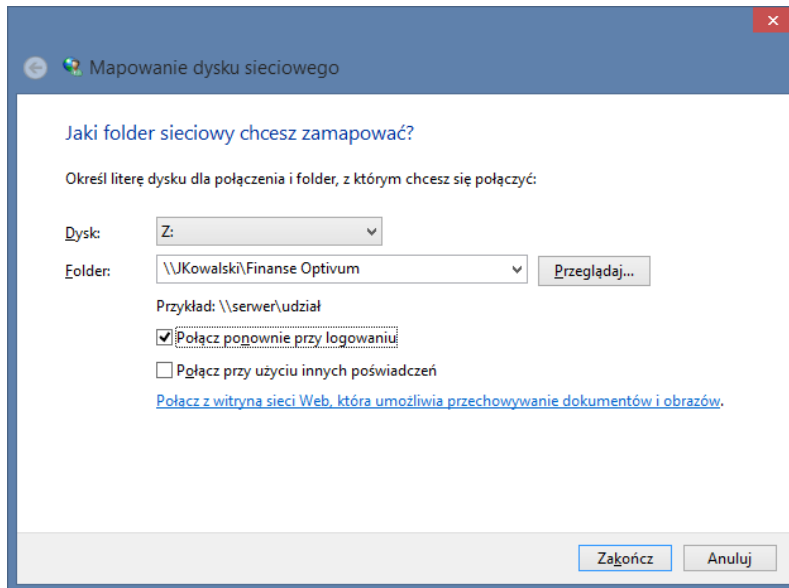 Mapowanie dysku sieciowego
Jaki folder sieciowy chcesz zamapować?
Określ literę dysku dla połączenia i folder, z którym chcesz się połączyć:
Dysk: Z:
Folder: \\JKowalski\Finanse Optivum Przeglądaj...
Przykład: \\serwer\udział
Połącz ponownie przy logowaniu
Połącz przy użyciu innych poświadczeń
Połącz z witryną sieci Web, która umożliwia przechowywanie dokumentów i obrazów.
Zakończ Anuluj